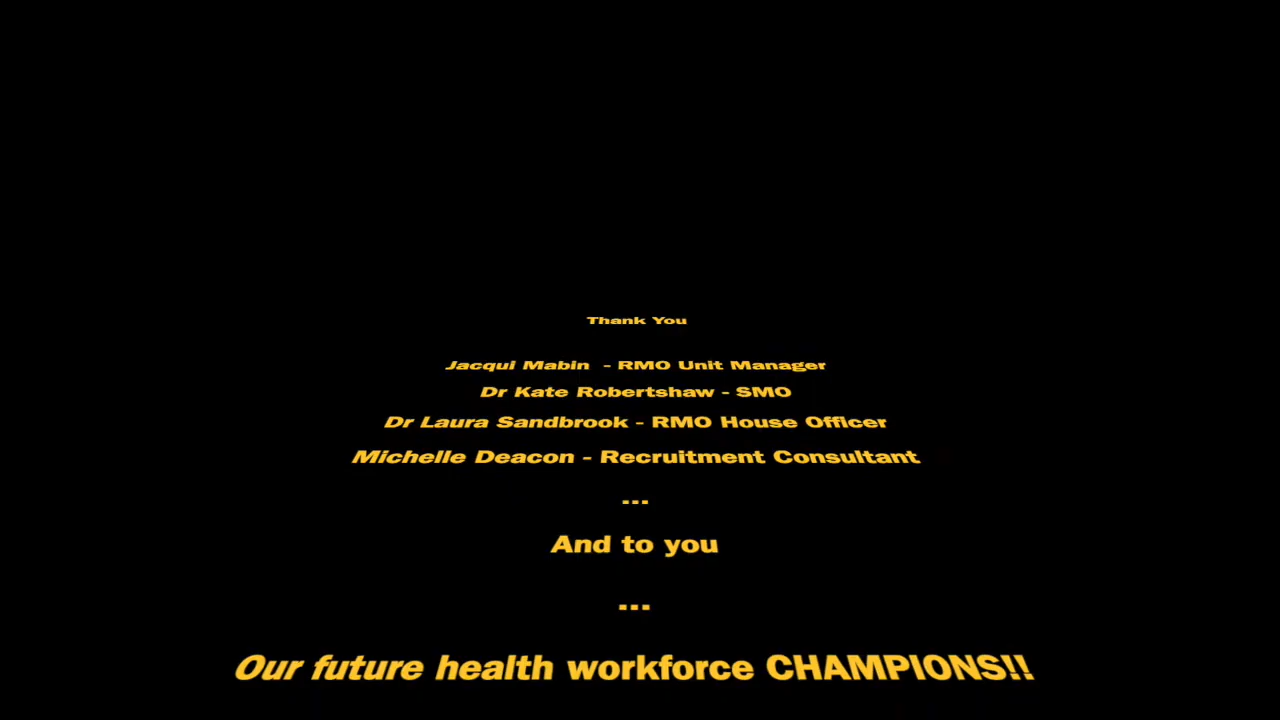 Thank You
Jacqui Mabin - RMO Unit Manager
Dr Kate Robertshaw - SMO
Dr Laura Sandbrook - RMO House Officer
Michelle Deacon - Recruitment Consultant
---
And to you
---
Our future health workforce CHAMPIONS!!